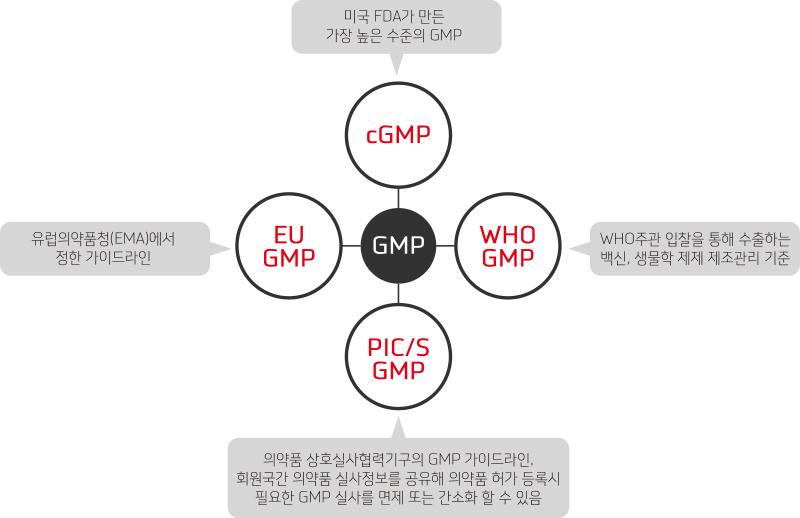 미국 FDA가 만든
가장 높은 수준의 GMP
cGMP
유럽의약품청(EMA)에서
정한 가이드라인
EU
GMP
GMP
WHO
GMP
WHO주관 입찰을 통해 수출하는
백신, 생물학 제제 제조관리 기준
PIC/S
GMP
의약품 상호실사협력기구의 GMP 가이드라인.
회원국간 의약품 실사정보를 공유해 의약품 허가 등록시
필요한 GMP 실사를 면제 또는 간소화 할 수 있음